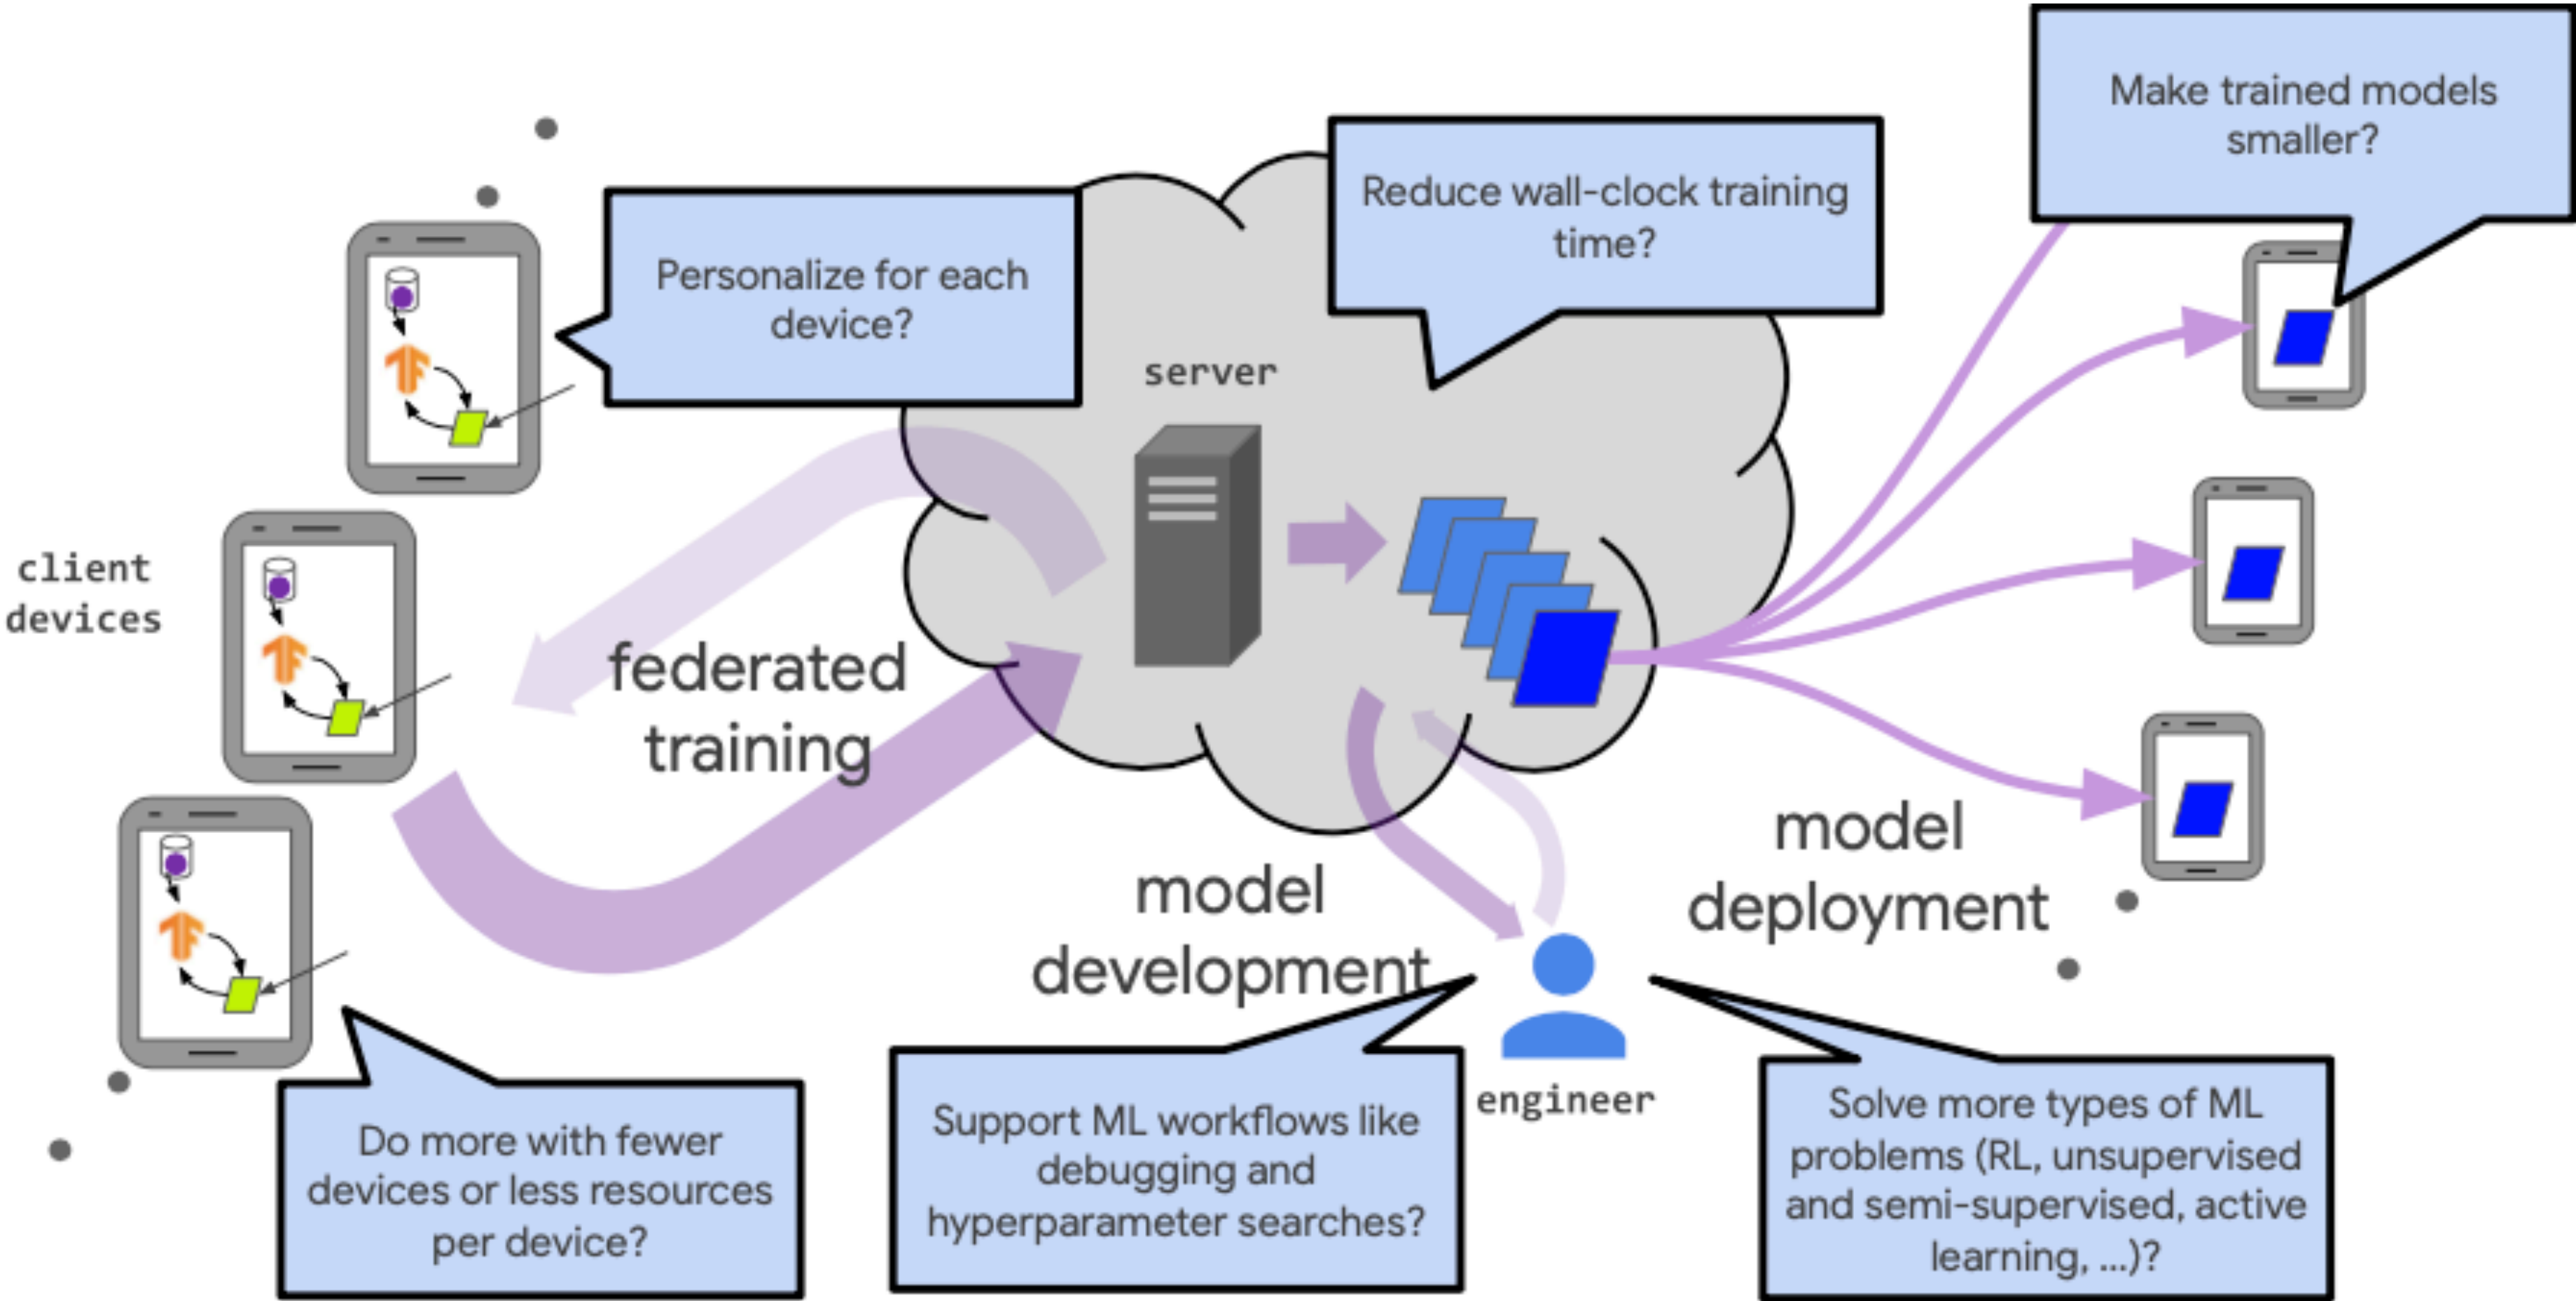 Make trained models
smaller?
Reduce wall-clock training
time?
Personalize for each
device?
server
client
devices
federated
training
model
development
model
deployment
engineer
Do more with fewer
devices or less resources
per device?
Support ML workflows like
debugging and
hyperparameter searches?
Solve more types of ML
problems (RL, unsupervised
and semi-supervised, active
learning, ...)?